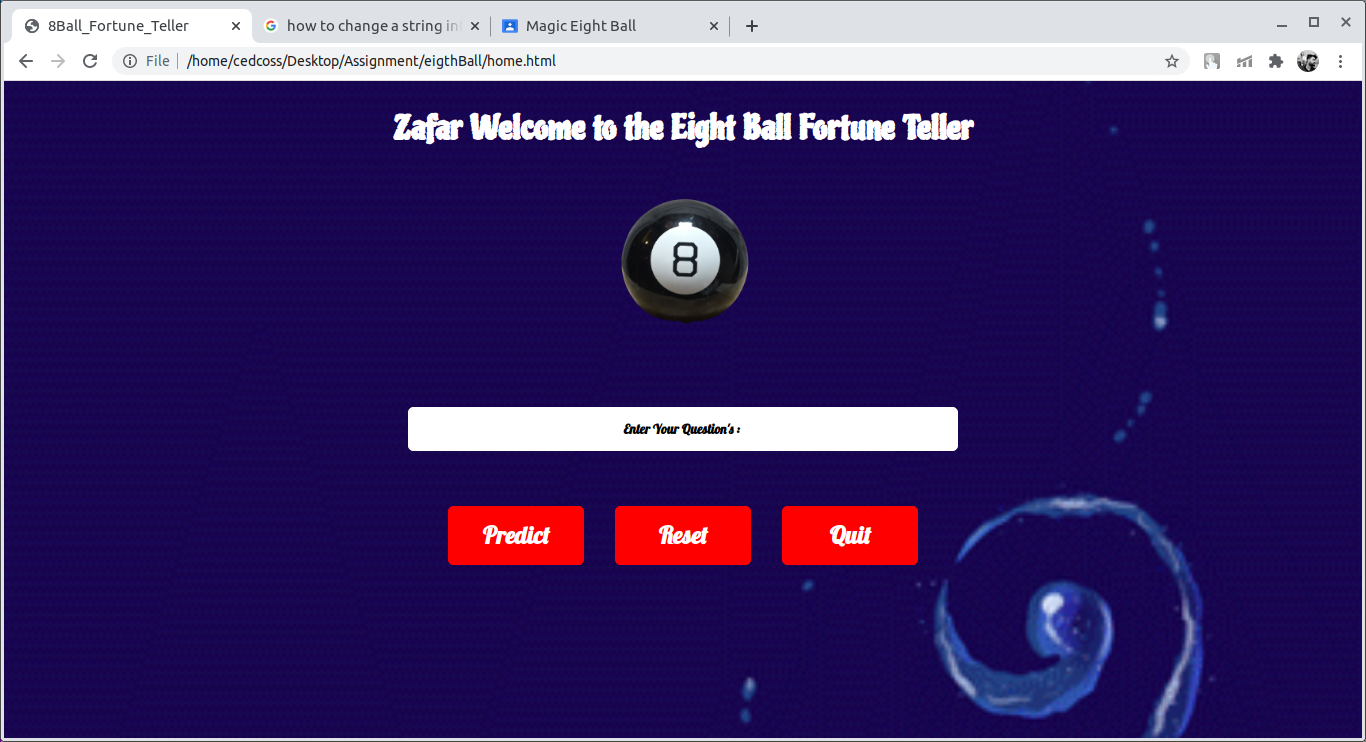 8Ball_Fortune_Teller
how to change a string in
Magic Eight Ball
File
/home/cedcoss/Desktop/Assignment/eigthBall/home.html
Zafar Welcome to the Eight Ball Fortune Teller
8
Enter Your Question's :
Predict Reset Quit